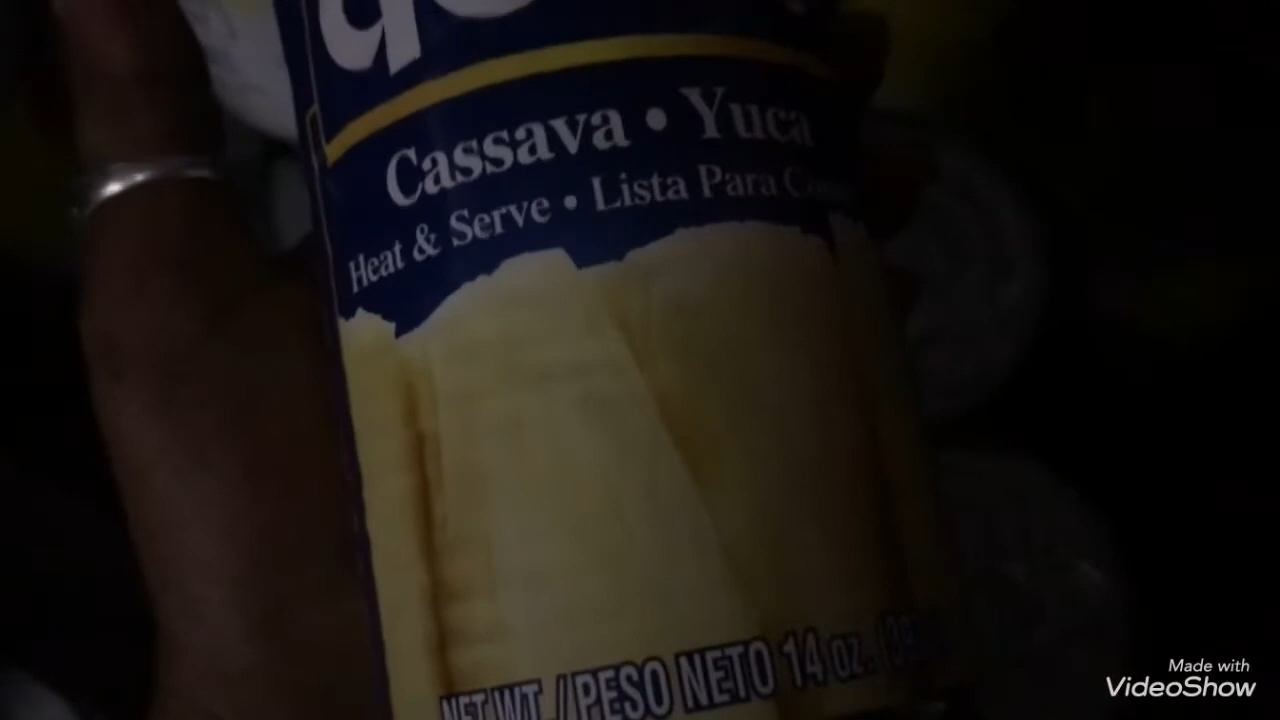 Cassava • Yuca
Heat & Serve • Lista Para
NET WT. / PESO NETO 14 oz.
Made with
VideoShow